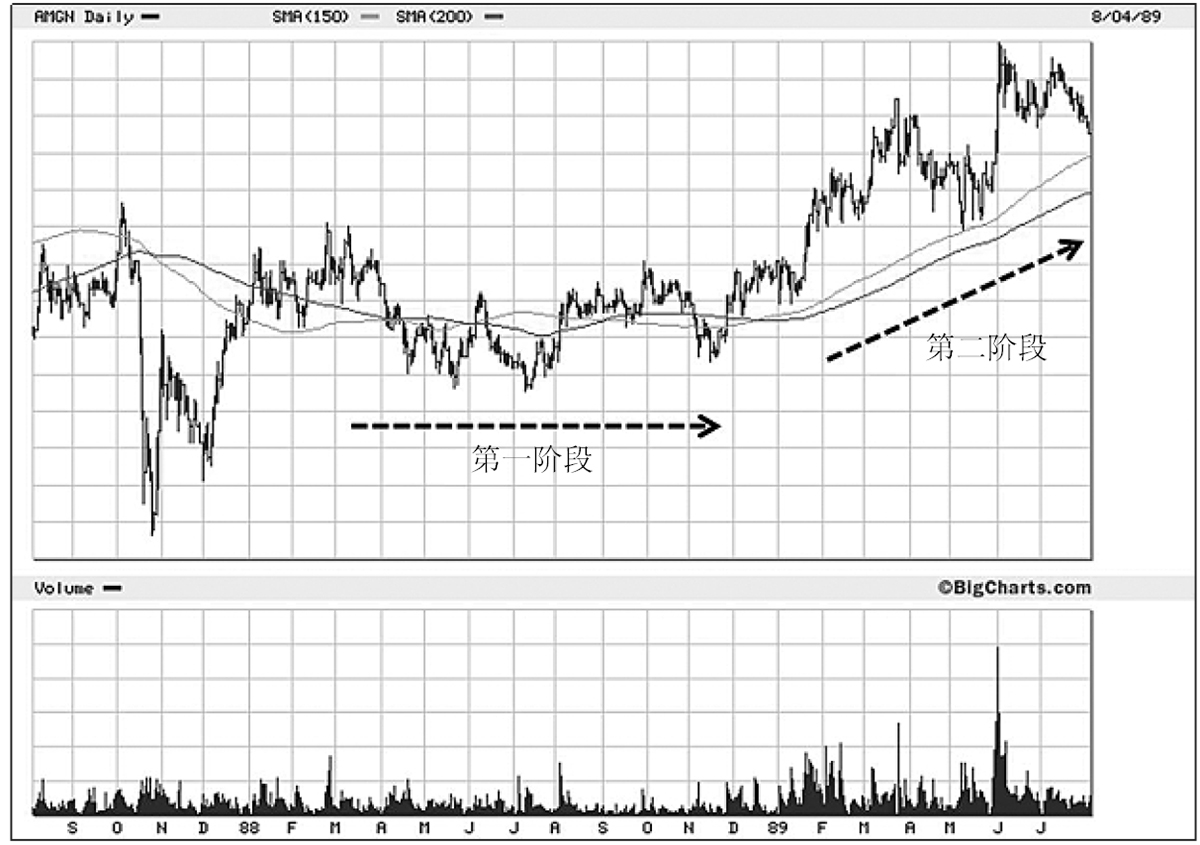 AMGN Daily SMA(150) SMA(200) 8/04/89
第二阶段
第一阶段
Volume ©BigCharts.com
S O N D 88 F M A M J J A S O N D 89 F M A M J J